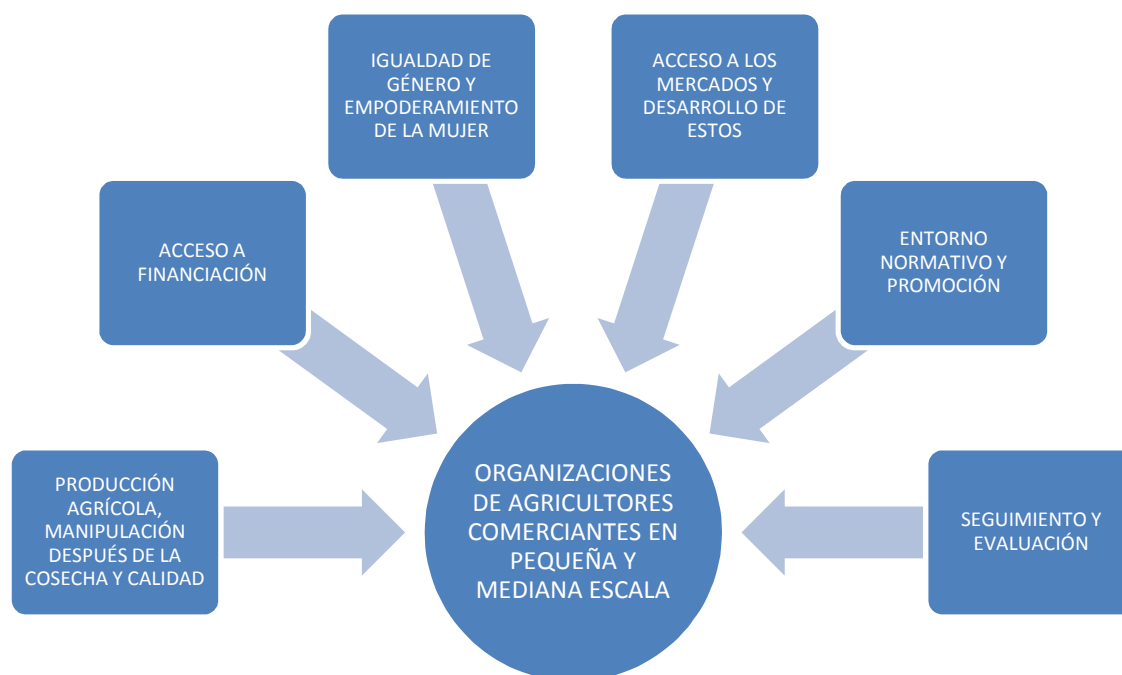 IGUALDAD DE
GÉNERO Y
EMPODERAMIENTO
DE LA MUJER
ACCESO A LOS
MERCADOS Y
DESARROLLO DE
ESTOS
ACCESO A
FINANCIACIÓN
ENTORNO
NORMATIVO Y
PROMOCIÓN
PRODUCCIÓN
AGRÍCOLA,
MANIPULACIÓN
DESPUÉS DE LA
COSECHA Y CALIDAD
ORGANIZACIONES
DE AGRICULTORES
COMERCIANTES EN
PEQUEÑA Y
MEDIANA ESCALA
SEGUIMIENTO Y
EVALUACIÓN